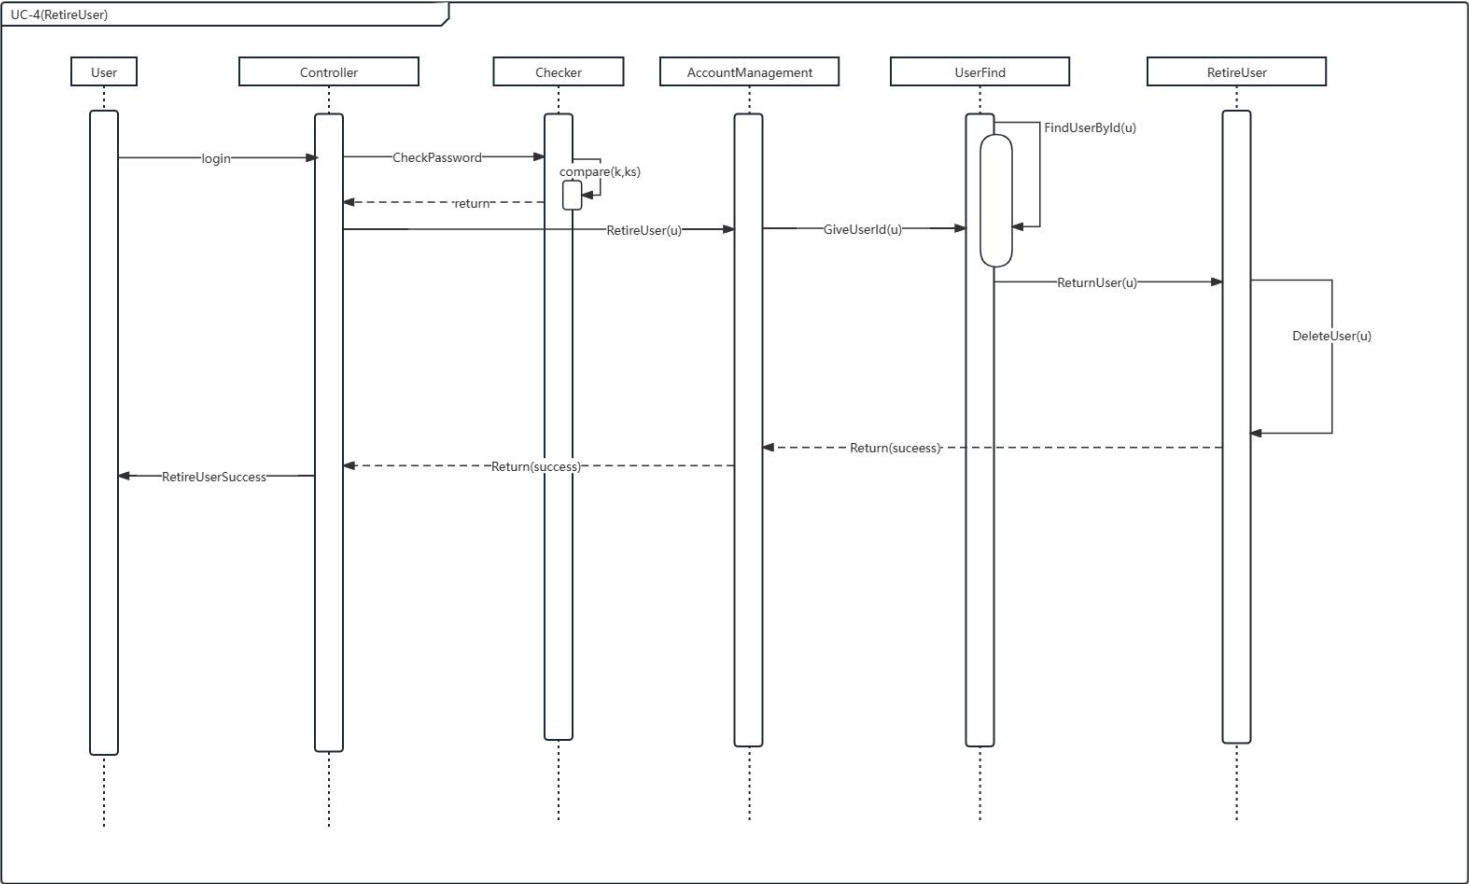 UC-4(RetireUser)
User
Controller
Checker
AccountManagement
UserFind
RetireUser
FindUserById(u)
login
CheckPassword
compare(k,ks)
return
RetireUser(u)
GiveUserId(u)
ReturnUser(u)
DeleteUser(u)
Return(suceess)
Return(success)
RetireUserSuccess